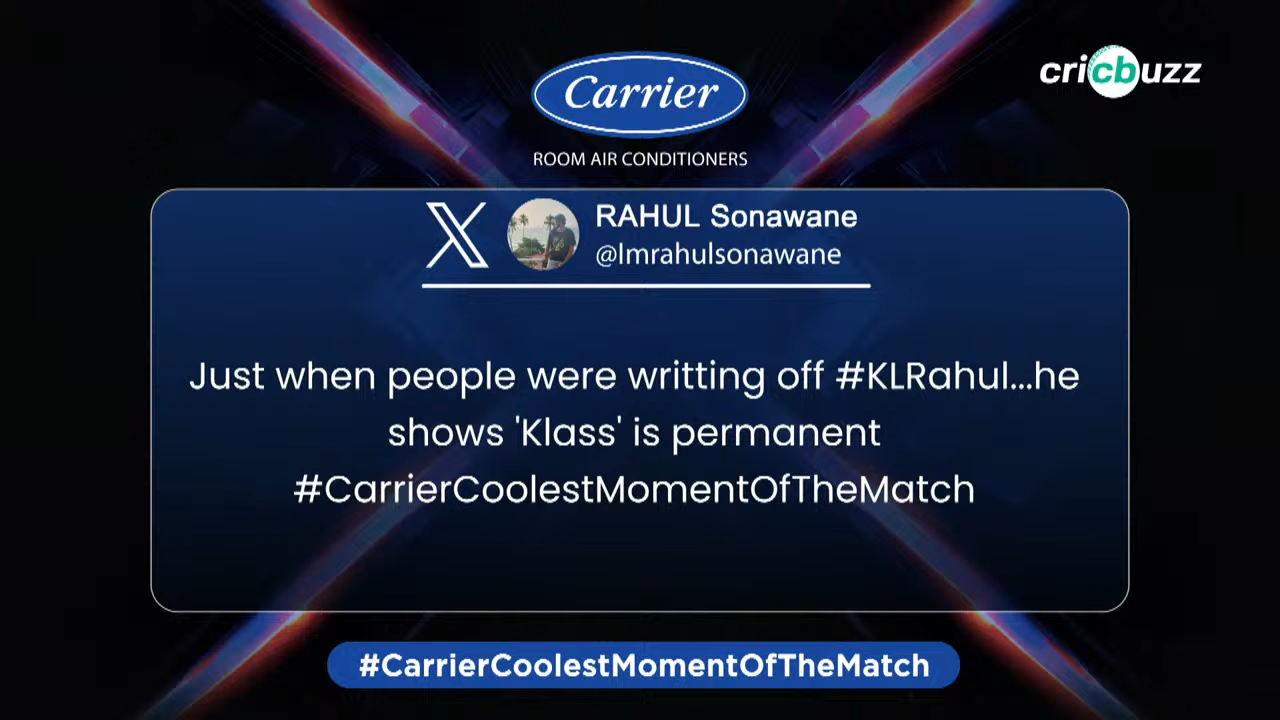 Carrier
cricbuzz
ROOM AIR CONDITIONERS
RAHUL Sonawane
@lmrahulsonawane
Just when people were writting off #KLRahul...he
shows 'Klass' is permanent
#CarrierCoolestMomentOfTheMatch
#CarrierCoolestMomentOfTheMatch